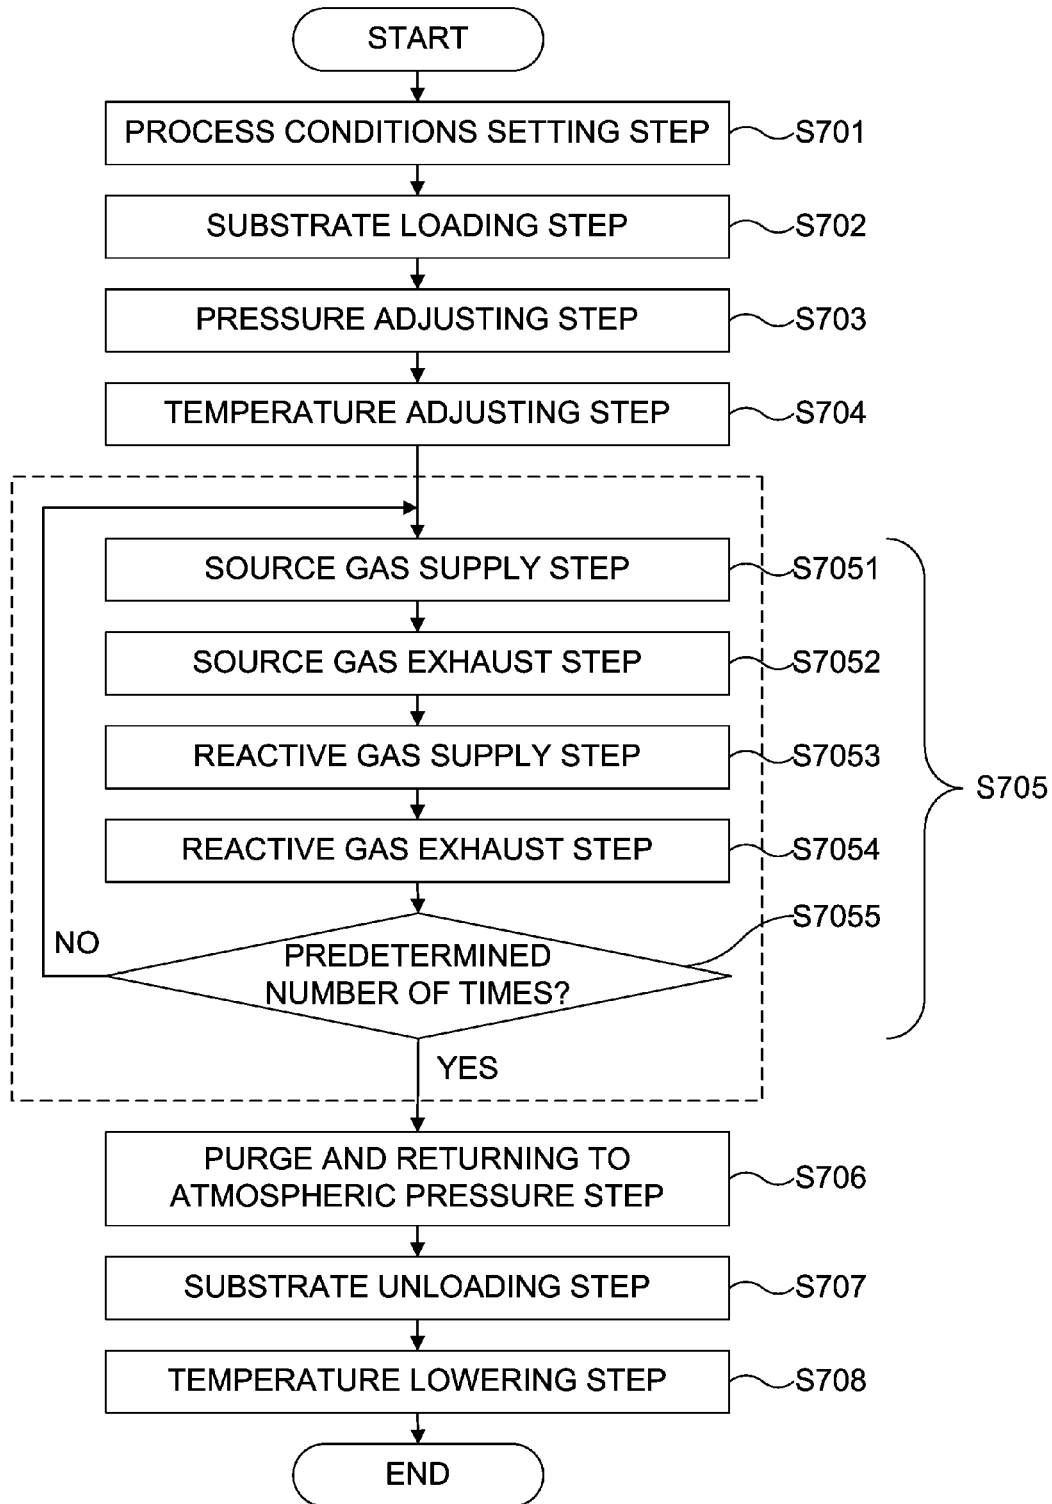 START
PROCESS CONDITIONS SETTING STEP
S701
SUBSTRATE LOADING STEP
S702
PRESSURE ADJUSTING STEP
S703
TEMPERATURE ADJUSTING STEP
S704
SOURCE GAS SUPPLY STEP
S7051
SOURCE GAS EXHAUST STEP
S7052
REACTIVE GAS SUPPLY STEP
S7053
S705
REACTIVE GAS EXHAUST STEP
S7054
S7055
NO
PREDETERMINED
NUMBER OF TIMES?
YES
PURGE AND RETURNING TO
ATMOSPHERIC PRESSURE STEP
S706
SUBSTRATE UNLOADING STEP
S707
TEMPERATURE LOWERING STEP
S708
END